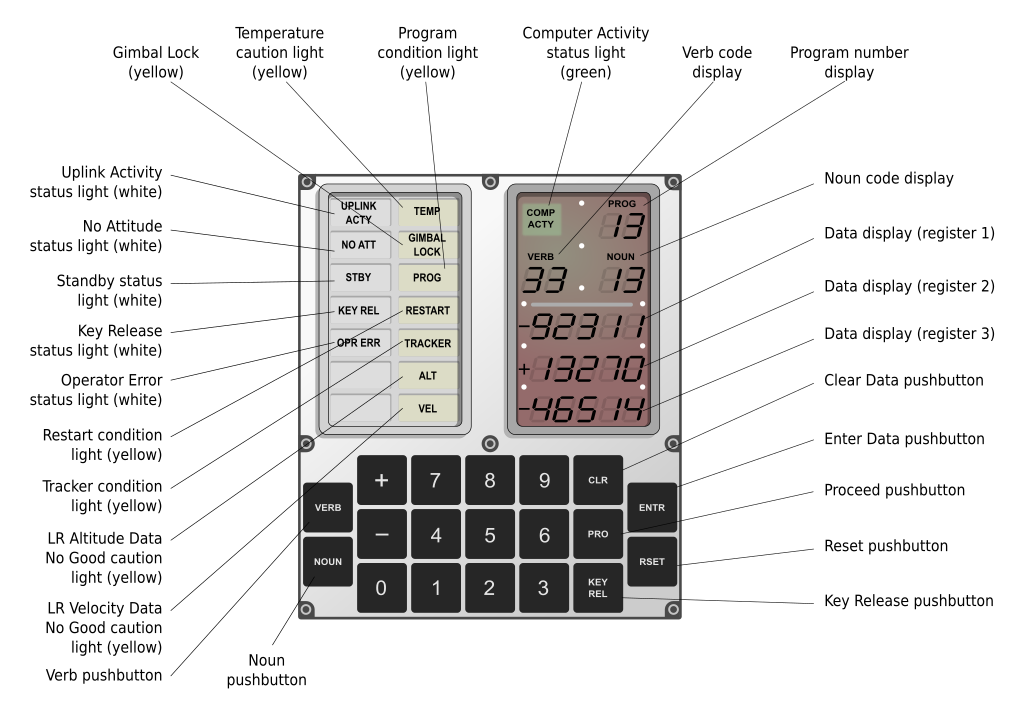 Gimbal Lock
(yellow)
Temperature
caution light
(yellow)
Program
condition light
(yellow)
Computer Activity
status light
(green)
Verb code
display
Program number
display
Uplink Activity
status light (white)
No Attitude
status light (white)
Standby status
light (white)
Key Release
status light (white)
Operator Error
status light (white)
Restart condition
light (yellow)
Tracker condition
light (yellow)
LR Altitude Data
No Good caution
light (yellow)
LR Velocity Data
No Good caution
light (yellow)
Verb pushbutton
Noun
pushbutton
UPLINK
ACTY
TEMP
NO ATT
GIMBAL
LOCK
STBY
PROG
KEY REL
RESTART
OPR ERR
TRACKER
ALT
VEL
COMP
ACTY
PROG
13
VERB
NOUN
33
13
-92311
+13270
-46514
Noun code display
Data display (register 1)
Data display (register 2)
Data display (register 3)
Clear Data pushbutton
Enter Data pushbutton
Proceed pushbutton
Reset pushbutton
Key Release pushbutton
VERB
NOUN
+ 7 8 9 CLR
− 4 5 6 PRO
0 1 2 3 KEY
REL
ENTR
RSET